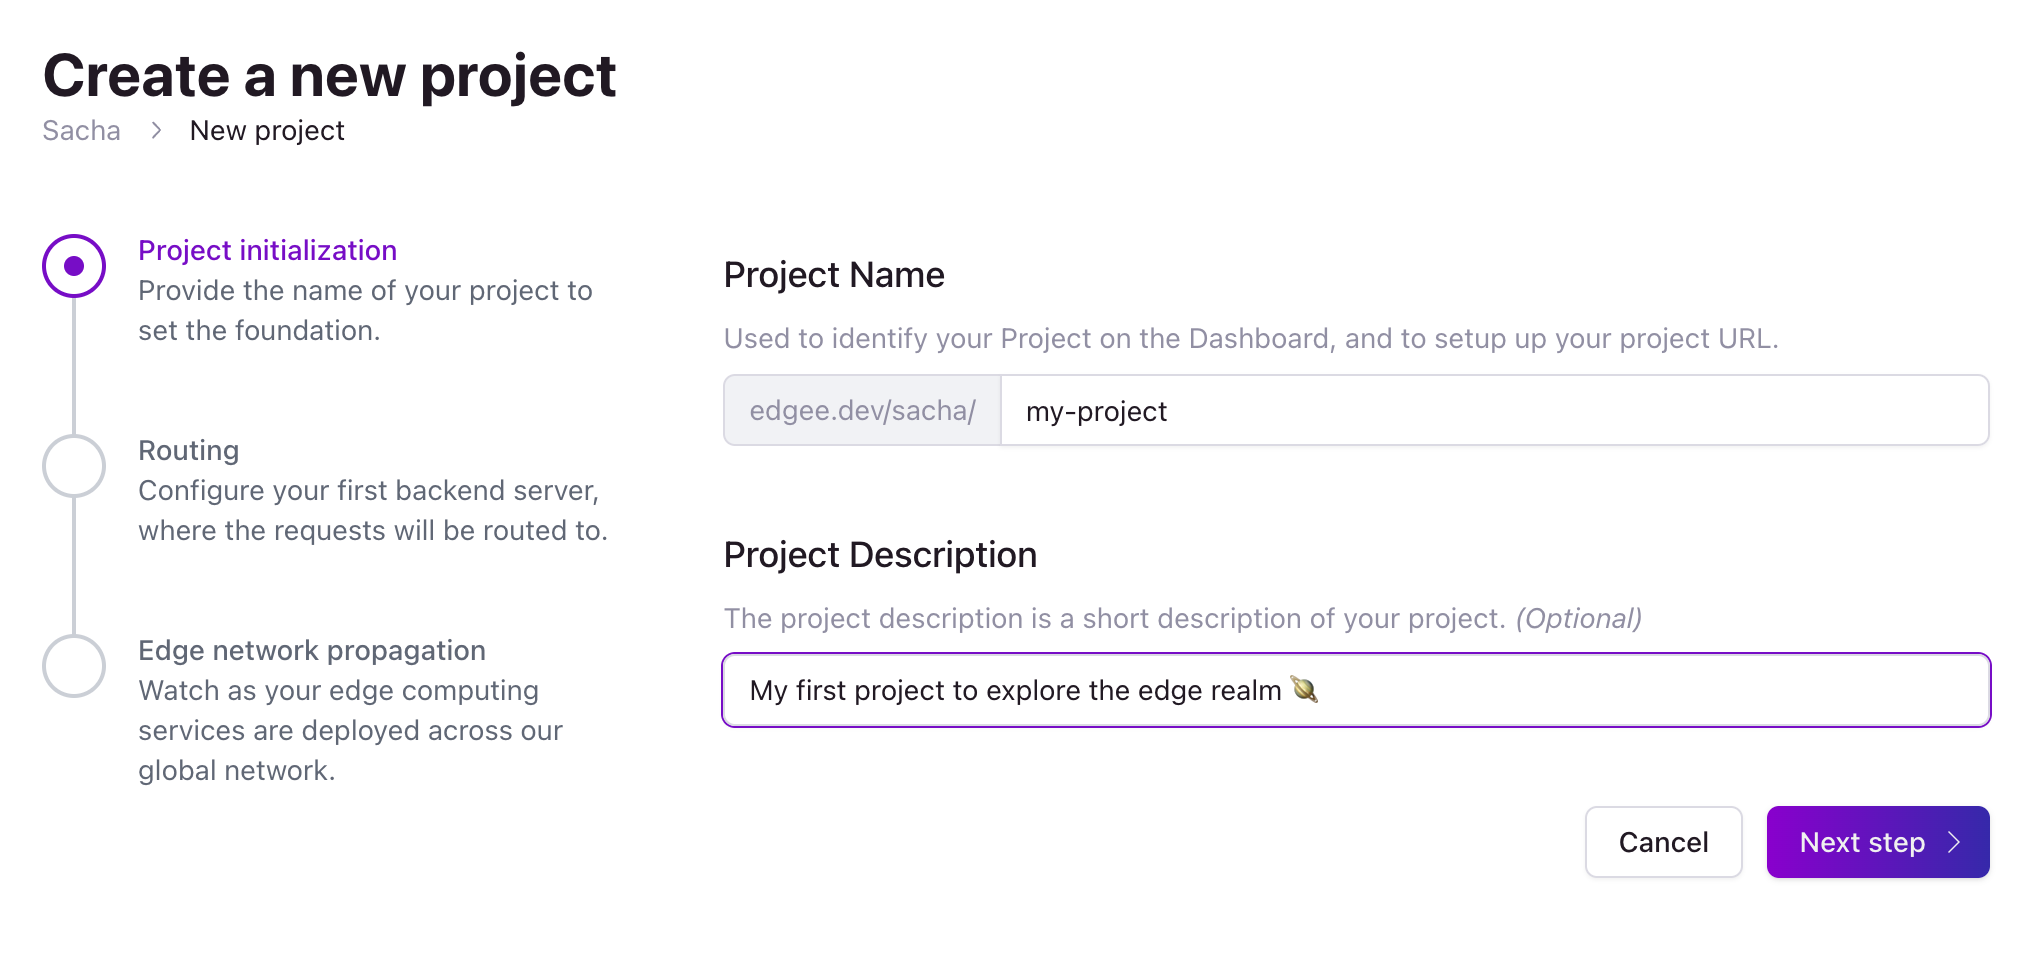 Create a new project
Sacha > New project
Project initialization
Provide the name of your project to
set the foundation.
Routing
Configure your first backend server,
where the requests will be routed to.
Edge network propagation
Watch as your edge computing
services are deployed across our
global network.
Project Name
Used to identify your Project on the Dashboard, and to setup up your project URL.
edgee.dev/sacha/ my-project
Project Description
The project description is a short description of your project. (Optional)
My first project to explore the edge realm 🪐
Cancel Next step >